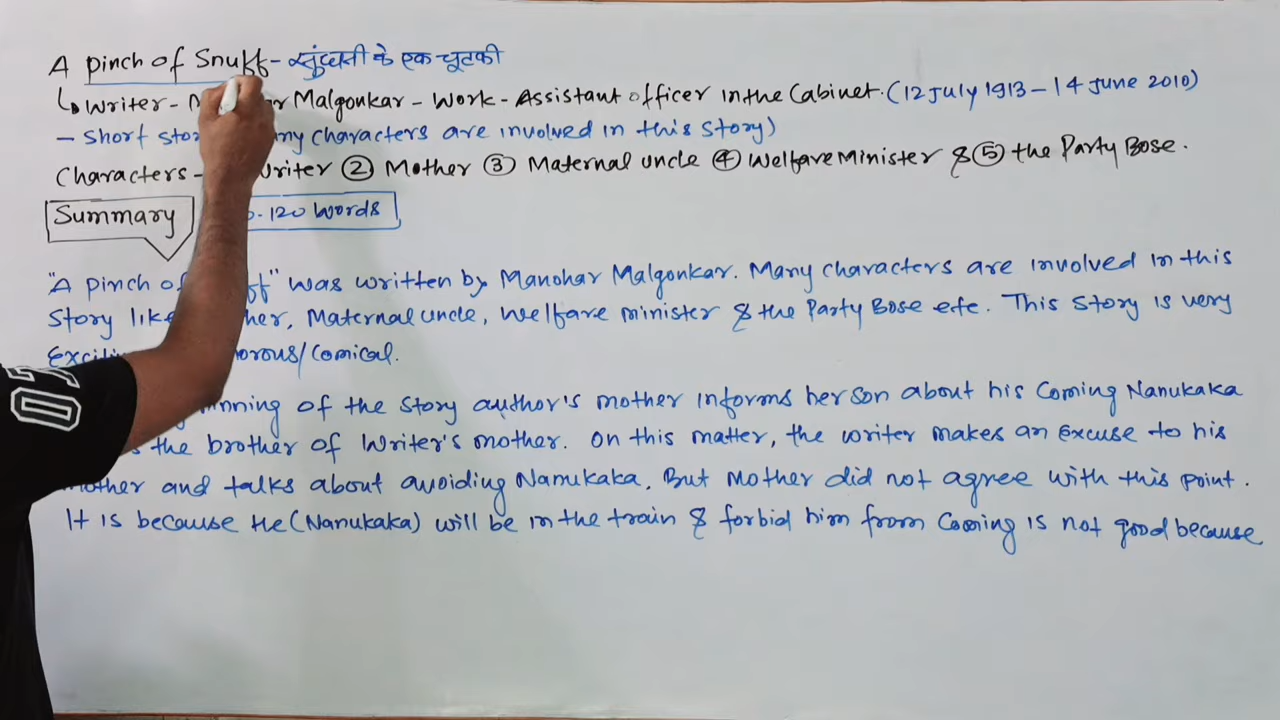 A pinch of Snuff - सुंघनी के एक चूटकी
Writer - Malgonkar - Work - Assistant officer in the Cabinet. (12 July 1913 - 14 June 2010)
- Short characters are involved in this Story)
Characters - Writer ② Mother ③ Maternal uncle ④ Welfare Minister & ⑤ the Party Bose.
Summary 120 Words
"A pinch of " was written by Manohar Malgonkar. Many characters are involved in this
Story like Maternal uncle, Welfare minister & the Party Bose etc. This Story is very
/Comical.
of the Story author's mother informs her son about his Coming Nanukaka
the brother of Writer's mother. On this matter, the writer makes an Excuse to his
mother and talks about avoiding Nanukaka. But Mother did not agree with this point.
It is because He (Nanukaka) will be in the train & forbid him from Coming is not good because
07